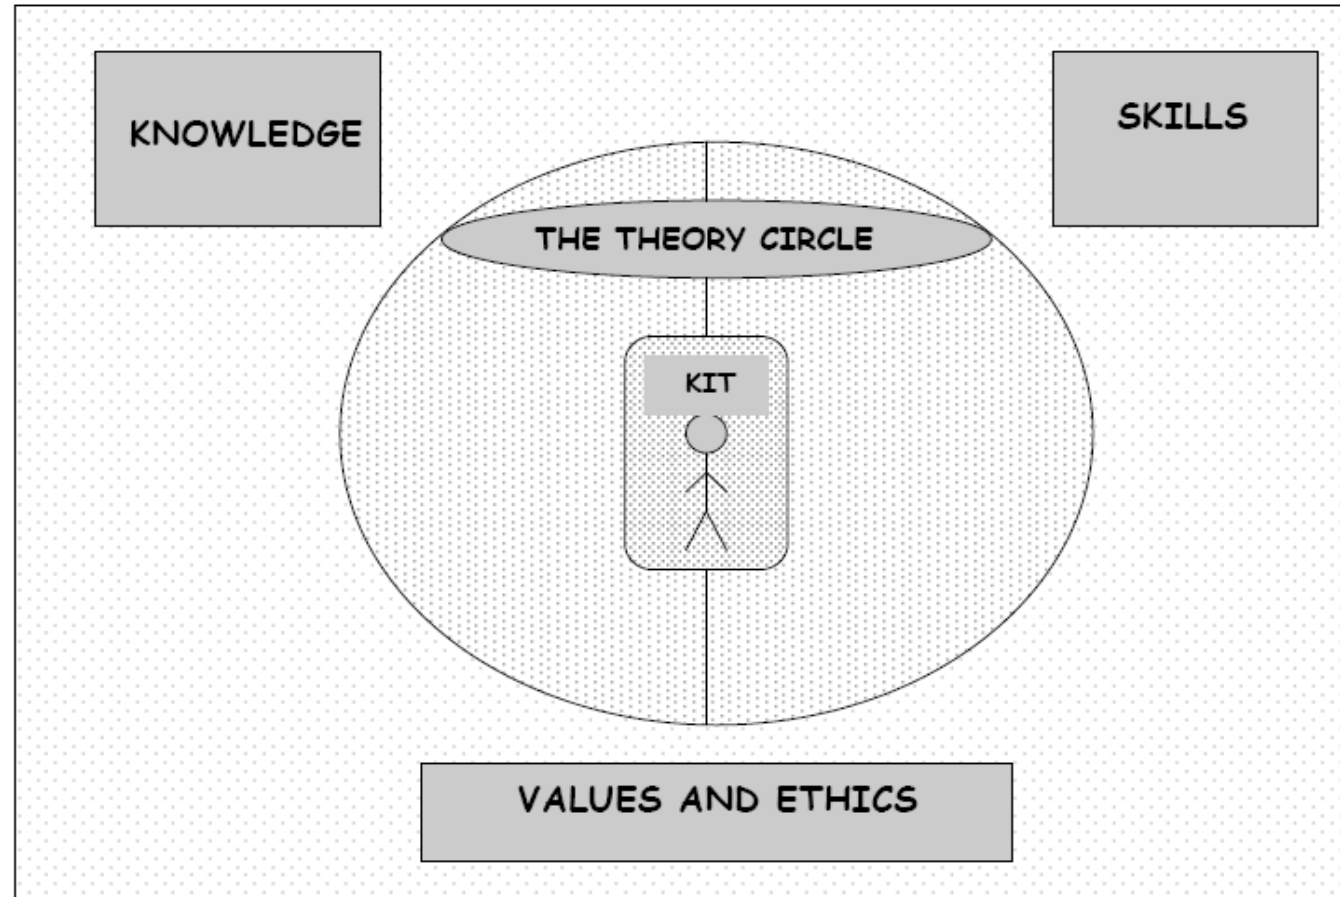 KNOWLEDGE
SKILLS
THE THEORY CIRCLE
KIT
VALUES AND ETHICS